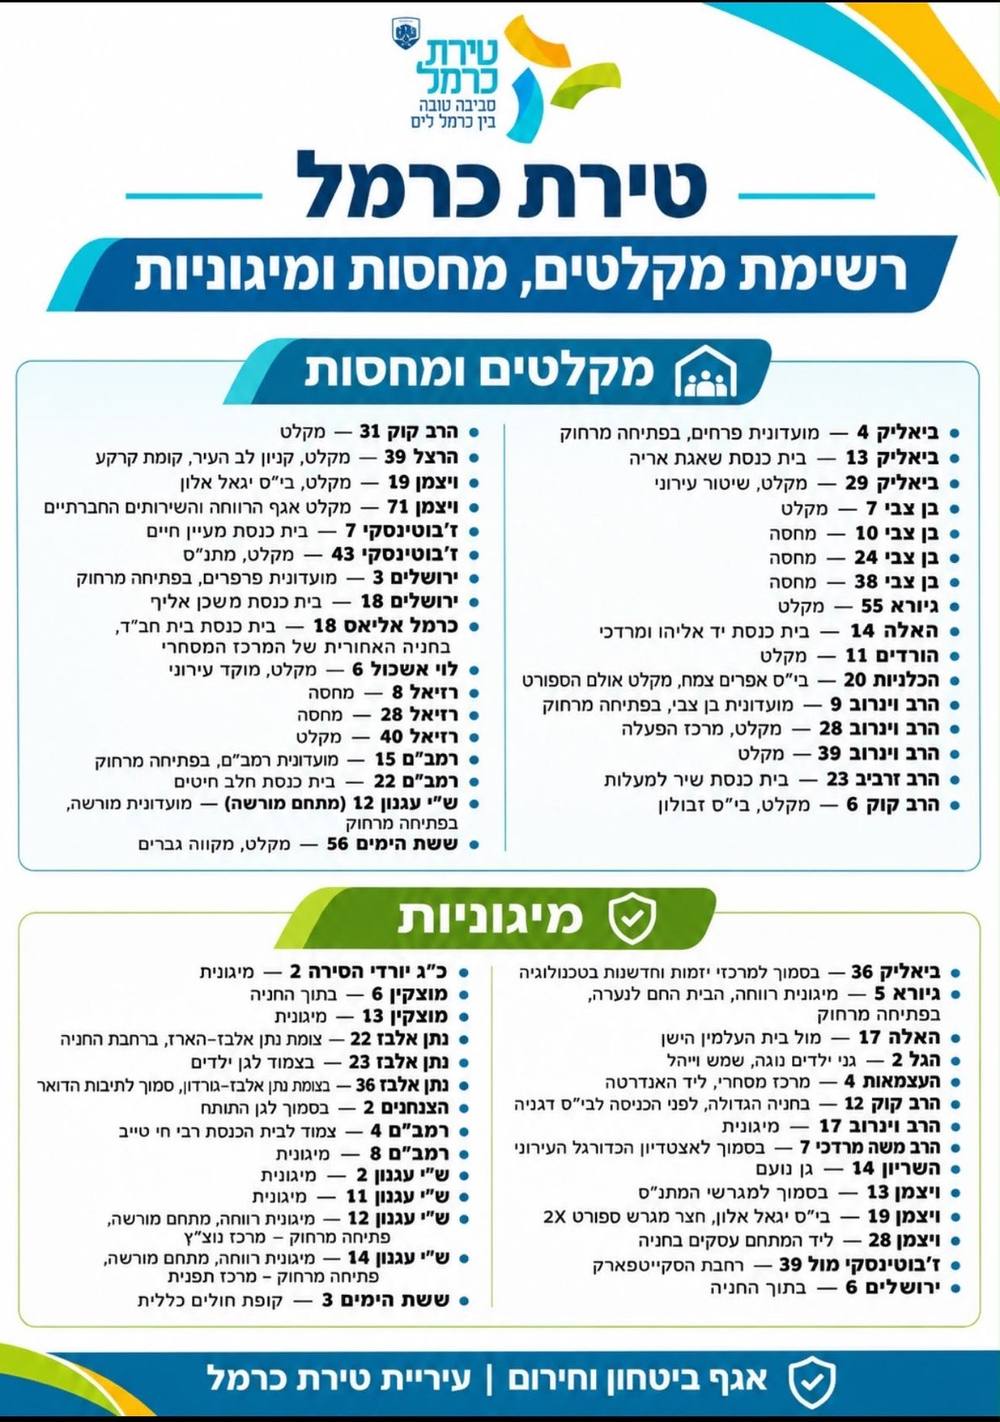 טירת
כרמל
סביבה טובה
בין כרמל לים
טירת כרמל
רשימת מקלטים, מחסות ומיגוניות
מקלטים ומחסות
• ביאליק 4 — מועדונית פרחים, בפתיחה מרחוק
• ביאליק 13 — בית כנסת שאגת אריה
• ביאליק 29 — מקלט, שיטור עירוני
• בן צבי 7 — מקלט
• בן צבי 10 — מחסה
• בן צבי 24 — מחסה
• בן צבי 38 — מחסה
• גיורא 55 — מקלט
• האלה 14 — בית כנסת יד אליהו ומרדכי
• הורדים 11 — מקלט
• הכלניות 20 — בי״ס אפרים צמח, מקלט אולם הספורט
• הרב וינרוב 9 — מועדונית בן צבי, בפתיחה מרחוק
• הרב וינרוב 28 — מקלט, מרכז הפעלה
• הרב וינרוב 39 — מקלט
• הרב זרביב 23 — בית כנסת שיר למעלות
• הרב קוק 6 — מקלט, בי״ס זבולון
• הרב קוק 31 — מקלט
• הרצל 39 — מקלט, קניון לב העיר, קומת קרקע
• ויצמן 19 — מקלט, בי״ס יגאל אלון
• ויצמן 71 — מקלט אגף הרווחה והשירותים החברתיים
• ז׳בוטינסקי 7 — בית כנסת מעיין חיים
• ז׳בוטינסקי 43 — מקלט, מתנ״ס
• ירושלים 3 — מועדונית פרפרים, בפתיחה מרחוק
• ירושלים 18 — בית כנסת משכן אליף
• כרמל אליאס 18 — בית כנסת בית חב״ד,
בחניה האחורית של המרכז המסחרי
• לוי אשכול 6 — מקלט, מוקד עירוני
• רזיאל 8 — מחסה
• רזיאל 28 — מחסה
• רזיאל 40 — מקלט
• רמב״ם 15 — מועדונית רמב״ם, בפתיחה מרחוק
• רמב״ם 22 — בית כנסת חלב חיטים
• ש״י עגנון 12 (מתחם מורשה) — מועדונית מורשה,
בפתיחה מרחוק
• ששת הימים 56 — מקלט, מקווה גברים
מיגוניות
• ביאליק 36 — בסמוך למרכזי יזמות וחדשנות בטכנולוגיה
• גיורא 5 — מיגונית רווחה, הבית החם לנערה,
בפתיחה מרחוק
• האלה 17 — מול בית העלמין הישן
• הגל 2 — גני ילדים נוגה, שמש וייהל
• העצמאות 4 — מרכז מסחרי, ליד האנדרטה
• הרב קוק 12 — בחניה הגדולה, לפני הכניסה לבי״ס דגניה
• הרב וינרוב 17 — מיגונית
• הרב משה מרדכי 7 — בסמוך לאצטדיון הכדורגל העירוני
• השריון 14 — גן נועם
• ויצמן 13 — בסמוך למגרשי המתנ״ס
• ויצמן 19 — בי״ס יגאל אלון, חצר מגרש ספורט 2X
• ויצמן 28 — ליד המתחם עסקים בחניה
• ז׳בוטינסקי מול 39 — רחבת הסקייטפארק
• ירושלים 6 — בתוך החניה
• כ״ג יורדי הסירה 2 — מיגונית
• מוצקין 6 — בתוך החניה
• מוצקין 13 — מיגונית
• נתן אלבז 22 — צומת נתן אלבז–הארז, ברחבת החניה
• נתן אלבז 23 — בצמוד לגן ילדים
• נתן אלבז 36 — בצומת נתן אלבז–גורדון, סמוך לתיבות הדואר
• הצנחנים 2 — בסמוך לגן התותח
• רמב״ם 4 — צמוד לבית הכנסת רבי חי טייב
• רמב״ם 8 — מיגונית
• ש״י עגנון 2 — מיגונית
• ש״י עגנון 11 — מיגונית
• ש״י עגנון 12 — מיגונית רווחה, מתחם מורשה,
פתיחה מרחוק – מרכז נוצ״ץ
• ש״י עגנון 14 — מיגונית רווחה, מתחם מורשה,
פתיחה מרחוק – מרכז תפנית
• ששת הימים 3 — קופת חולים כללית
אגף ביטחון וחירום | עיריית טירת כרמל